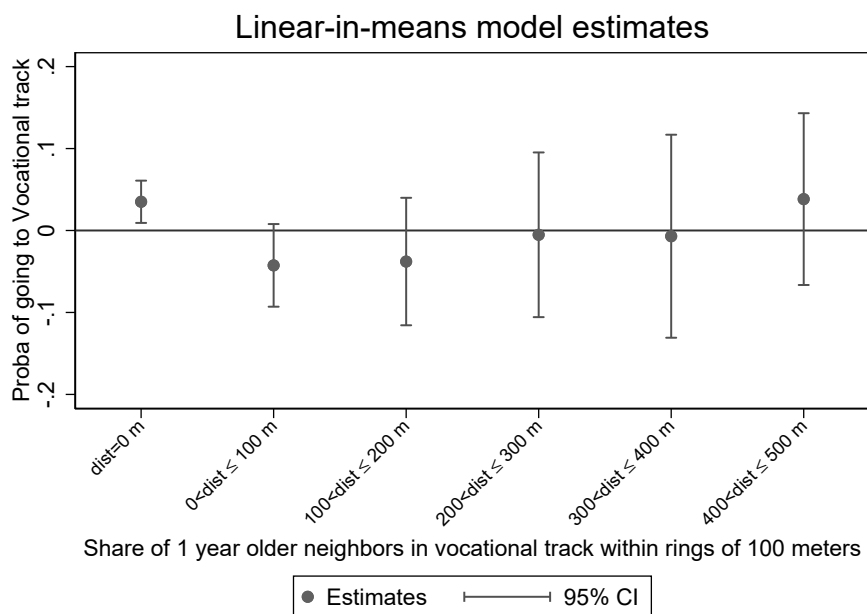 Linear-in-means model estimates
Proba of going to Vocational track
.2
.1
0
-.1
-.2
dist=0 m
0<dist ≤ 100 m
100<dist ≤ 200 m
200<dist ≤ 300 m
300<dist ≤ 400 m
400<dist ≤ 500 m
Share of 1 year older neighbors in vocational track within rings of 100 meters
Estimates
95% CI